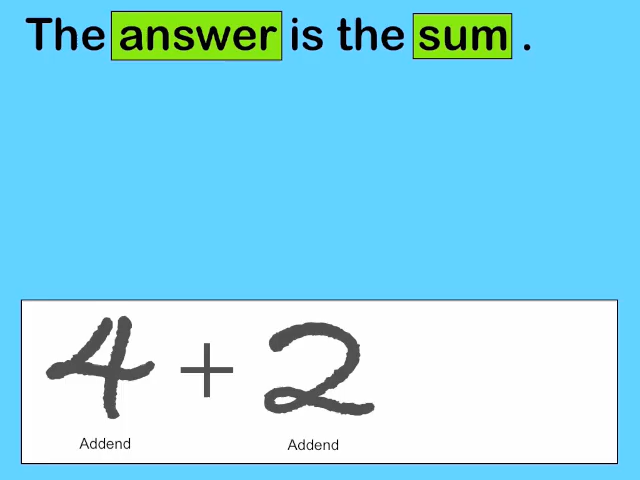 The answer is the sum .
4 + 2
Addend Addend